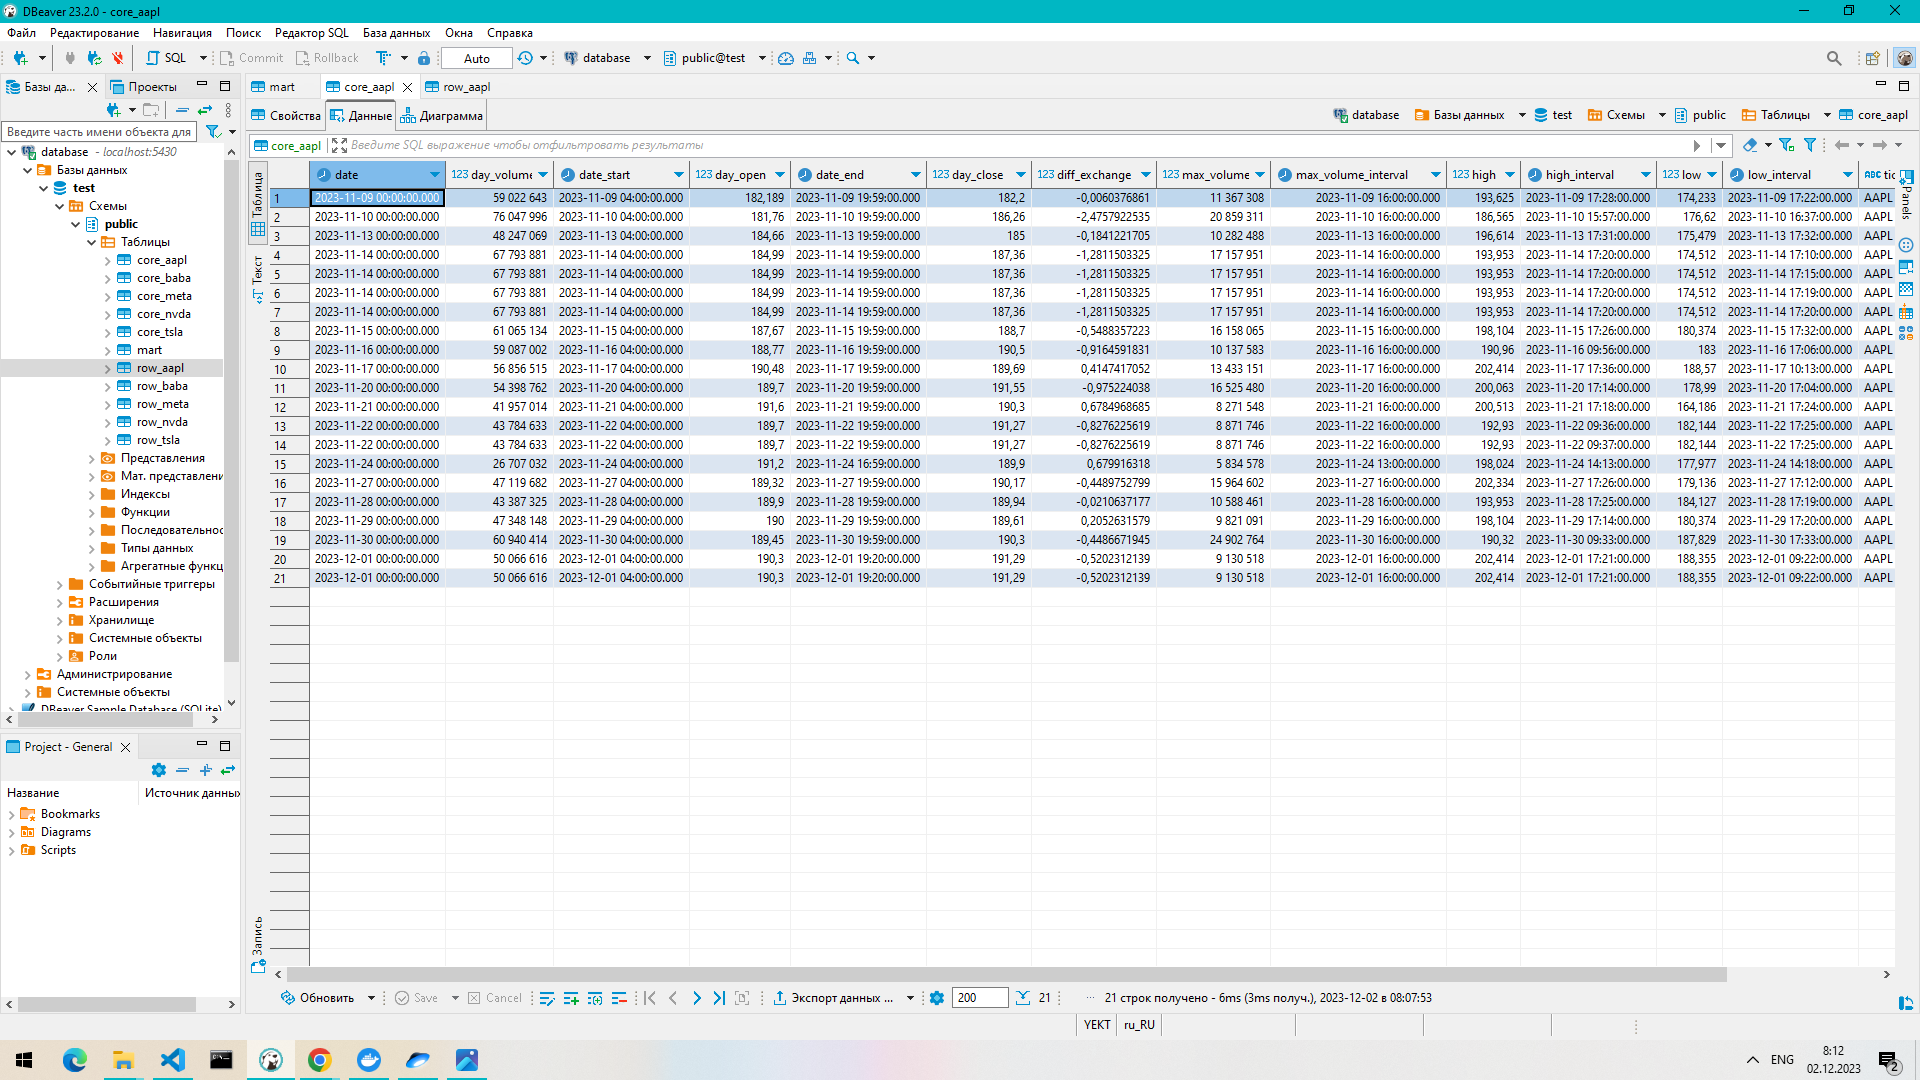 DBeaver 23.2.0 - core_aapl
Файл Редактирование Навигация Поиск Редактор SQL База данных Окна Справка
SQL Commit Rollback Auto database public@test
Базы да... Проекты mart core_aapl row_aapl
Свойства Данные Диаграмма database Базы данных test Схемы public Таблицы core_aapl
Введите часть имени объекта для
core_aapl Введите SQL выражение чтобы отфильтровать результаты
database - localhost:5430
Базы данных
test
Схемы
public
Таблицы
core_aapl
core_baba
core_meta
core_nvda
core_tsla
mart
row_aapl
row_baba
row_meta
row_nvda
row_tsla
Представления
Мат. представлени
Индексы
Функции
Последовательнос
Типы данных
Агрегатные функц
Событийные триггеры
Расширения
Хранилище
Системные объекты
Роли
Администрирование
Системные объекты
DBeaver Sample Database (SQLite)
Project - General
Название Источник данных
Bookmarks
Diagrams
Scripts
Таблица
Текст
Запись
Panels
date 123 day_volume date_start 123 day_open date_end 123 day_close 123 diff_exchange 123 max_volume max_volume_interval 123 high high_interval 123 low low_interval ABC tic
1 2023-11-09 00:00:00.000 59 022 643 2023-11-09 04:00:00.000 182,189 2023-11-09 19:59:00.000 182,2 -0,0060376861 11 367 308 2023-11-09 16:00:00.000 193,625 2023-11-09 17:28:00.000 174,233 2023-11-09 17:22:00.000 AAPL
2 2023-11-10 00:00:00.000 76 047 996 2023-11-10 04:00:00.000 181,76 2023-11-10 19:59:00.000 186,26 -2,4757922535 20 859 311 2023-11-10 16:00:00.000 186,565 2023-11-10 15:57:00.000 176,62 2023-11-10 16:37:00.000 AAPL
3 2023-11-13 00:00:00.000 48 247 069 2023-11-13 04:00:00.000 184,66 2023-11-13 19:59:00.000 185 -0,1841221705 10 282 488 2023-11-13 16:00:00.000 196,614 2023-11-13 17:31:00.000 175,479 2023-11-13 17:32:00.000 AAPL
4 2023-11-14 00:00:00.000 67 793 881 2023-11-14 04:00:00.000 184,99 2023-11-14 19:59:00.000 187,36 -1,2811503325 17 157 951 2023-11-14 16:00:00.000 193,953 2023-11-14 17:20:00.000 174,512 2023-11-14 17:10:00.000 AAPL
5 2023-11-14 00:00:00.000 67 793 881 2023-11-14 04:00:00.000 184,99 2023-11-14 19:59:00.000 187,36 -1,2811503325 17 157 951 2023-11-14 16:00:00.000 193,953 2023-11-14 17:20:00.000 174,512 2023-11-14 17:15:00.000 AAPL
6 2023-11-14 00:00:00.000 67 793 881 2023-11-14 04:00:00.000 184,99 2023-11-14 19:59:00.000 187,36 -1,2811503325 17 157 951 2023-11-14 16:00:00.000 193,953 2023-11-14 17:20:00.000 174,512 2023-11-14 17:19:00.000 AAPL
7 2023-11-14 00:00:00.000 67 793 881 2023-11-14 04:00:00.000 184,99 2023-11-14 19:59:00.000 187,36 -1,2811503325 17 157 951 2023-11-14 16:00:00.000 193,953 2023-11-14 17:20:00.000 174,512 2023-11-14 17:20:00.000 AAPL
8 2023-11-15 00:00:00.000 61 065 134 2023-11-15 04:00:00.000 187,67 2023-11-15 19:59:00.000 188,7 -0,5488357223 16 158 065 2023-11-15 16:00:00.000 198,104 2023-11-15 17:26:00.000 180,374 2023-11-15 17:32:00.000 AAPL
9 2023-11-16 00:00:00.000 59 087 002 2023-11-16 04:00:00.000 188,77 2023-11-16 19:59:00.000 190,5 -0,9164591831 10 137 583 2023-11-16 16:00:00.000 190,96 2023-11-16 09:56:00.000 183 2023-11-16 17:06:00.000 AAPL
10 2023-11-17 00:00:00.000 56 856 515 2023-11-17 04:00:00.000 190,48 2023-11-17 19:59:00.000 189,69 0,4147417052 13 433 151 2023-11-17 16:00:00.000 202,414 2023-11-17 17:36:00.000 188,57 2023-11-17 10:13:00.000 AAPL
11 2023-11-20 00:00:00.000 54 398 762 2023-11-20 04:00:00.000 189,7 2023-11-20 19:59:00.000 191,55 -0,975224038 16 525 480 2023-11-20 16:00:00.000 200,063 2023-11-20 17:14:00.000 178,99 2023-11-20 17:04:00.000 AAPL
12 2023-11-21 00:00:00.000 41 957 014 2023-11-21 04:00:00.000 191,6 2023-11-21 19:59:00.000 190,3 0,6784968685 8 271 548 2023-11-21 16:00:00.000 200,513 2023-11-21 17:18:00.000 164,186 2023-11-21 17:24:00.000 AAPL
13 2023-11-22 00:00:00.000 43 784 633 2023-11-22 04:00:00.000 189,7 2023-11-22 19:59:00.000 191,27 -0,8276225619 8 871 746 2023-11-22 16:00:00.000 192,93 2023-11-22 09:36:00.000 182,144 2023-11-22 17:25:00.000 AAPL
14 2023-11-22 00:00:00.000 43 784 633 2023-11-22 04:00:00.000 189,7 2023-11-22 19:59:00.000 191,27 -0,8276225619 8 871 746 2023-11-22 16:00:00.000 192,93 2023-11-22 09:37:00.000 182,144 2023-11-22 17:25:00.000 AAPL
15 2023-11-24 00:00:00.000 26 707 032 2023-11-24 04:00:00.000 191,2 2023-11-24 16:59:00.000 189,9 0,679916318 5 834 578 2023-11-24 13:00:00.000 198,024 2023-11-24 14:13:00.000 177,977 2023-11-24 14:18:00.000 AAPL
16 2023-11-27 00:00:00.000 47 119 682 2023-11-27 04:00:00.000 189,32 2023-11-27 19:59:00.000 190,17 -0,4489752799 15 964 602 2023-11-27 16:00:00.000 202,334 2023-11-27 17:26:00.000 179,136 2023-11-27 17:12:00.000 AAPL
17 2023-11-28 00:00:00.000 43 387 325 2023-11-28 04:00:00.000 189,9 2023-11-28 19:59:00.000 189,94 -0,0210637177 10 588 461 2023-11-28 16:00:00.000 193,953 2023-11-28 17:25:00.000 184,127 2023-11-28 17:19:00.000 AAPL
18 2023-11-29 00:00:00.000 47 348 148 2023-11-29 04:00:00.000 190 2023-11-29 19:59:00.000 189,61 0,2052631579 9 821 091 2023-11-29 16:00:00.000 198,104 2023-11-29 17:14:00.000 180,374 2023-11-29 17:20:00.000 AAPL
19 2023-11-30 00:00:00.000 60 940 414 2023-11-30 04:00:00.000 189,45 2023-11-30 19:59:00.000 190,3 -0,4486671945 24 902 764 2023-11-30 16:00:00.000 190,32 2023-11-30 09:33:00.000 187,829 2023-11-30 17:33:00.000 AAPL
20 2023-12-01 00:00:00.000 50 066 616 2023-12-01 04:00:00.000 190,3 2023-12-01 19:20:00.000 191,29 -0,5202312139 9 130 518 2023-12-01 16:00:00.000 202,414 2023-12-01 17:21:00.000 188,355 2023-12-01 09:22:00.000 AAPL
21 2023-12-01 00:00:00.000 50 066 616 2023-12-01 04:00:00.000 190,3 2023-12-01 19:20:00.000 191,29 -0,5202312139 9 130 518 2023-12-01 16:00:00.000 202,414 2023-12-01 17:21:00.000 188,355 2023-12-01 09:22:00.000 AAPL
Обновить Save Cancel Экспорт данных ... 200 21 ··· 21 строк получено - 6ms (3ms получ.), 2023-12-02 в 08:07:53
YEKT ru_RU
ENG 8:12
02.12.2023 2